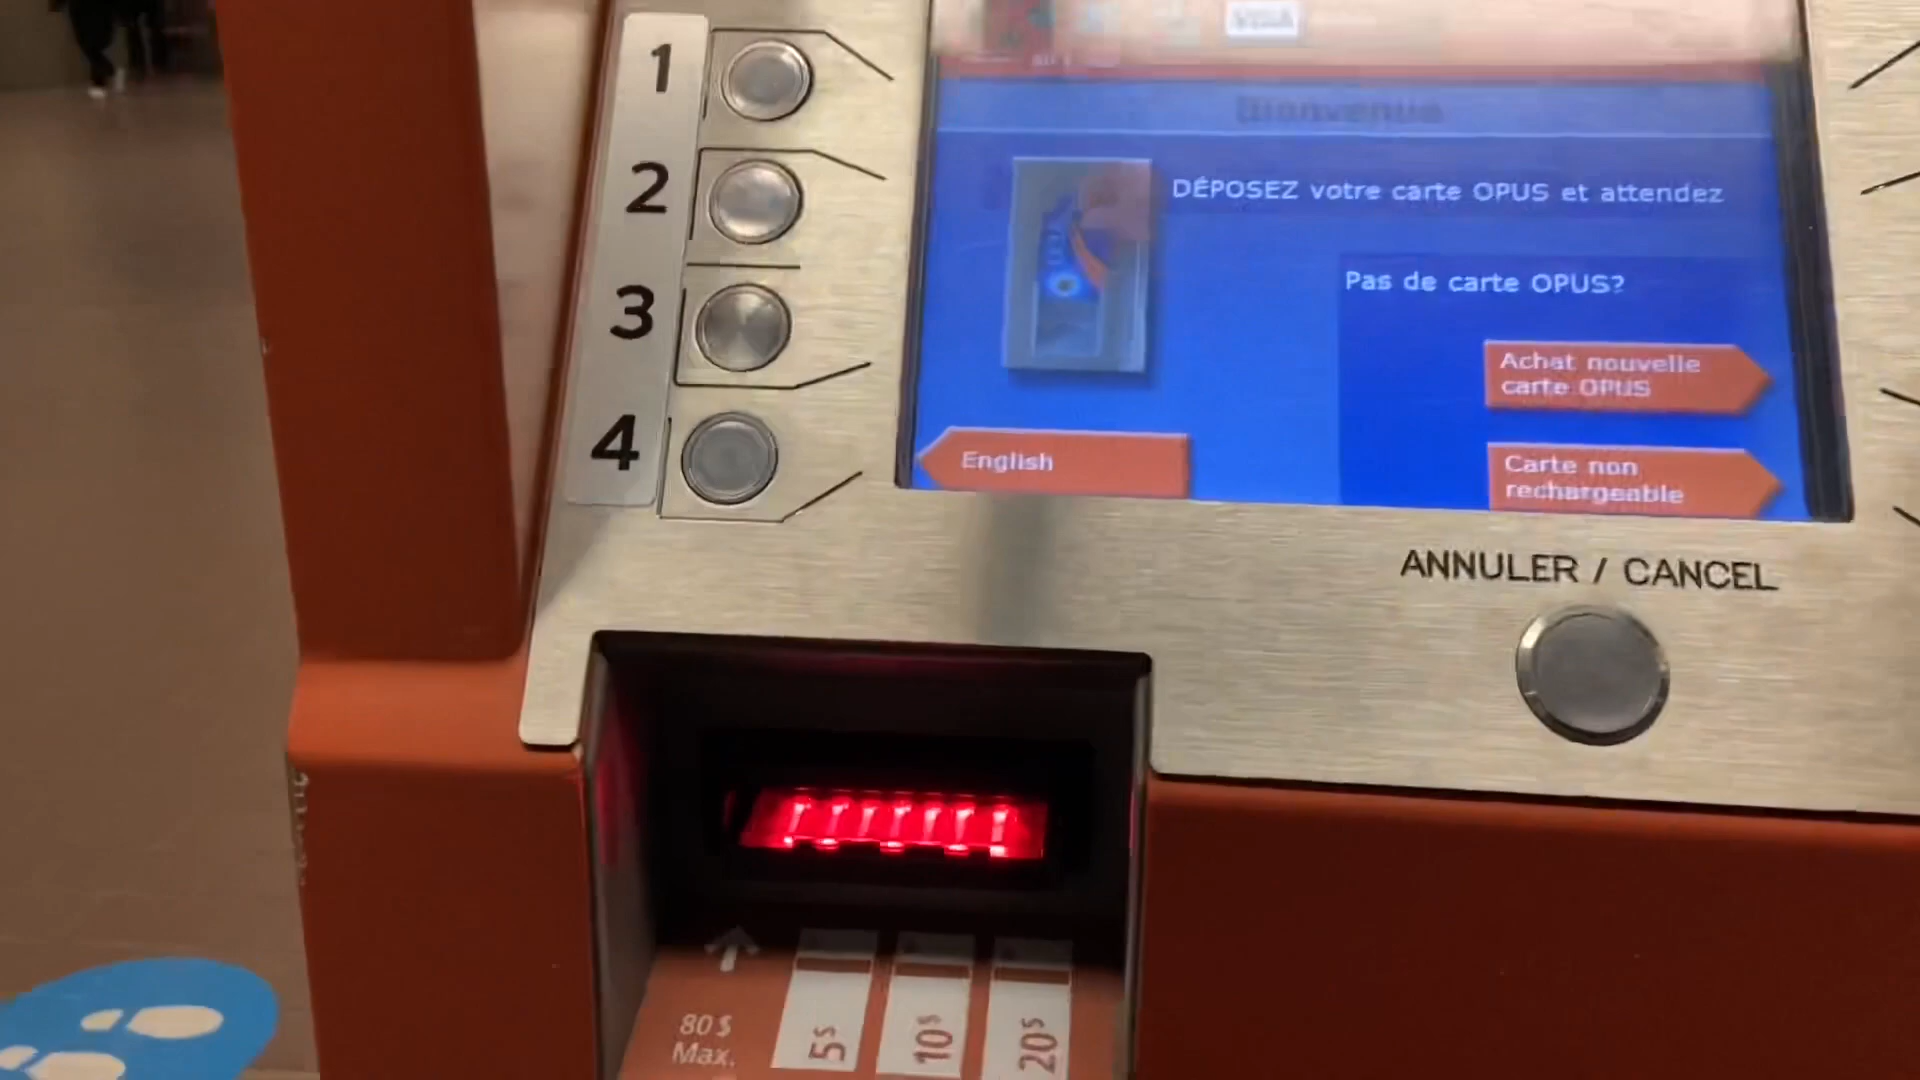 VISA
1
2
3
4
Bienvenue
DÉPOSEZ votre carte OPUS et attendez
Pas de carte OPUS?
Achat nouvelle
carte OPUS
English
Carte non
rechargeable
ANNULER / CANCEL
80 $
Max.
5$
10$
20$